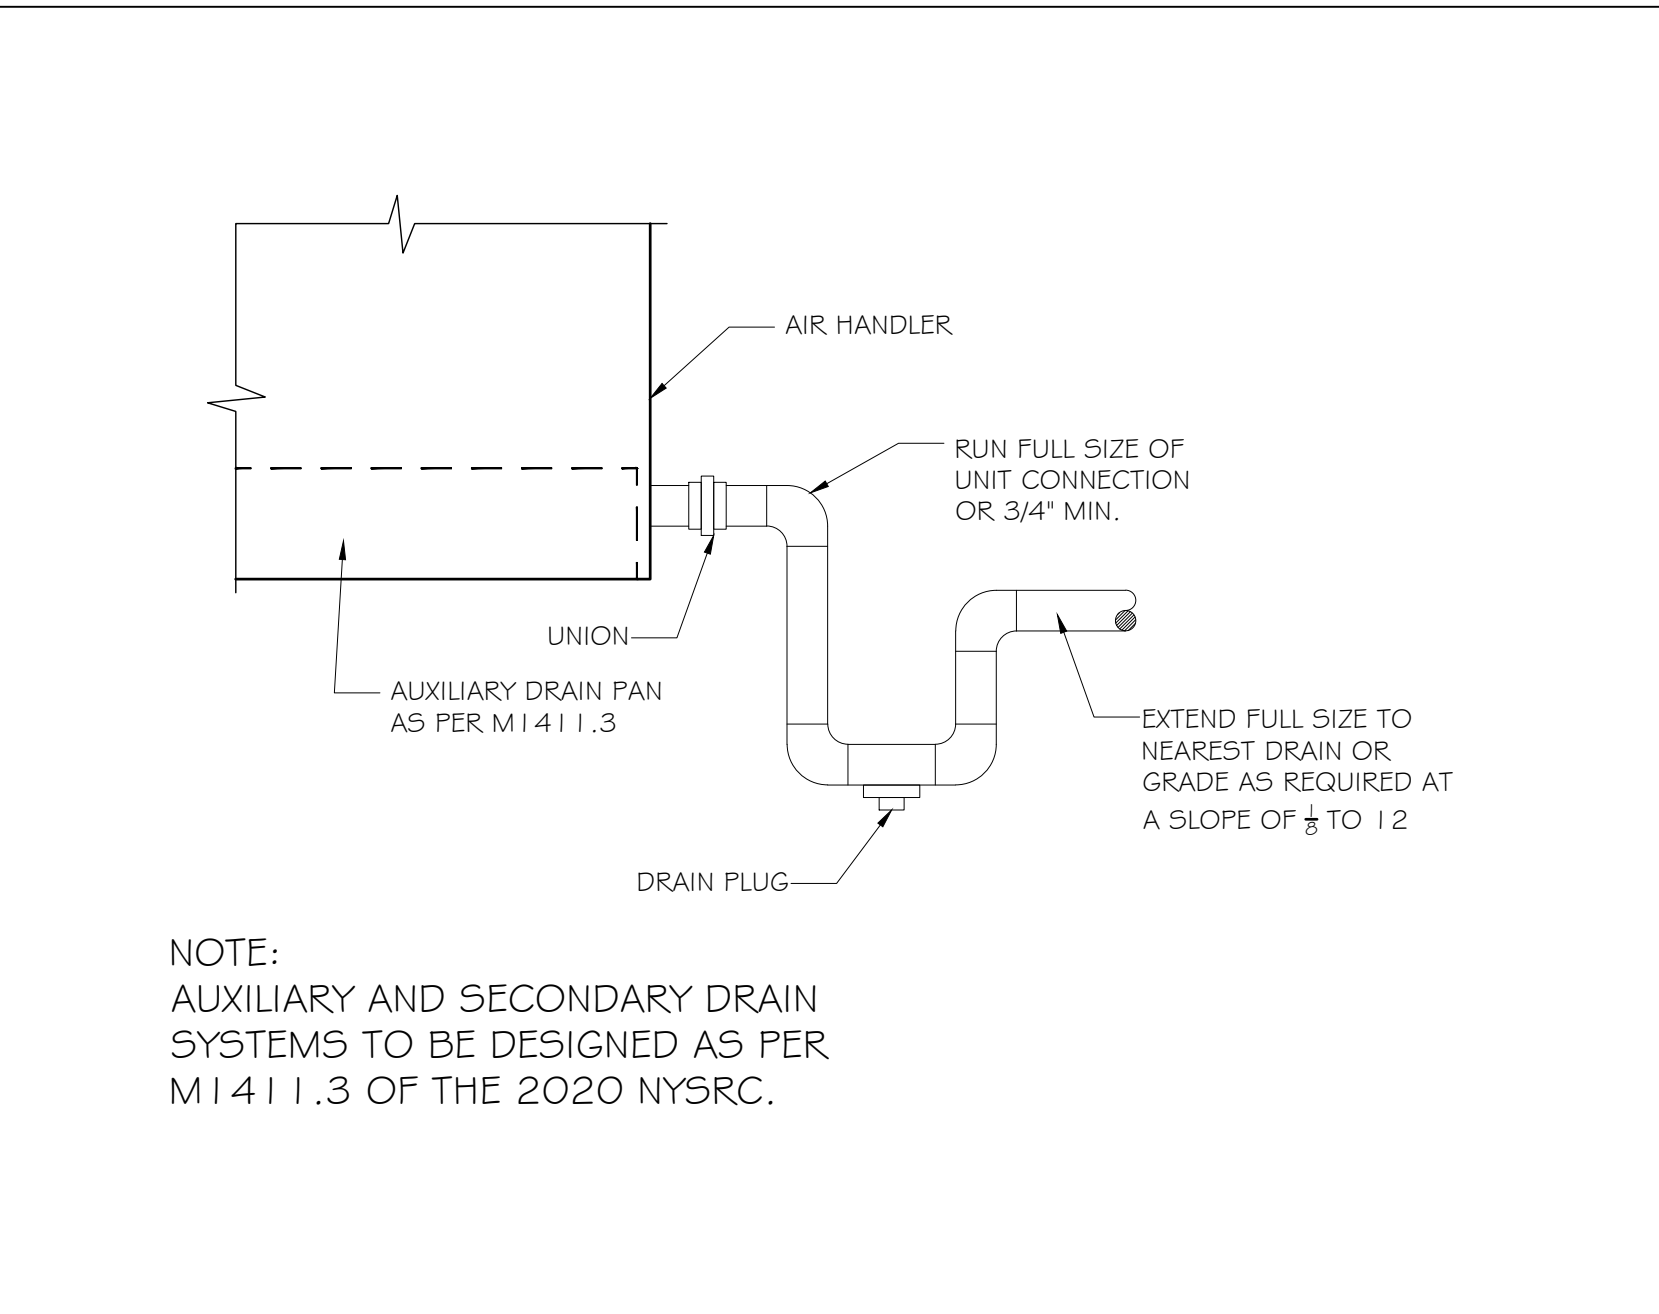 AIR HANDLER
RUN FULL SIZE OF
UNIT CONNECTION
OR 3/4" MIN.
UNION
AUXILIARY DRAIN PAN
AS PER M1411.3
EXTEND FULL SIZE TO
NEAREST DRAIN OR
GRADE AS REQUIRED AT
A SLOPE OF 1/8 TO 12
DRAIN PLUG
NOTE:
AUXILIARY AND SECONDARY DRAIN
SYSTEMS TO BE DESIGNED AS PER
M1411.3 OF THE 2020 NYSRC.